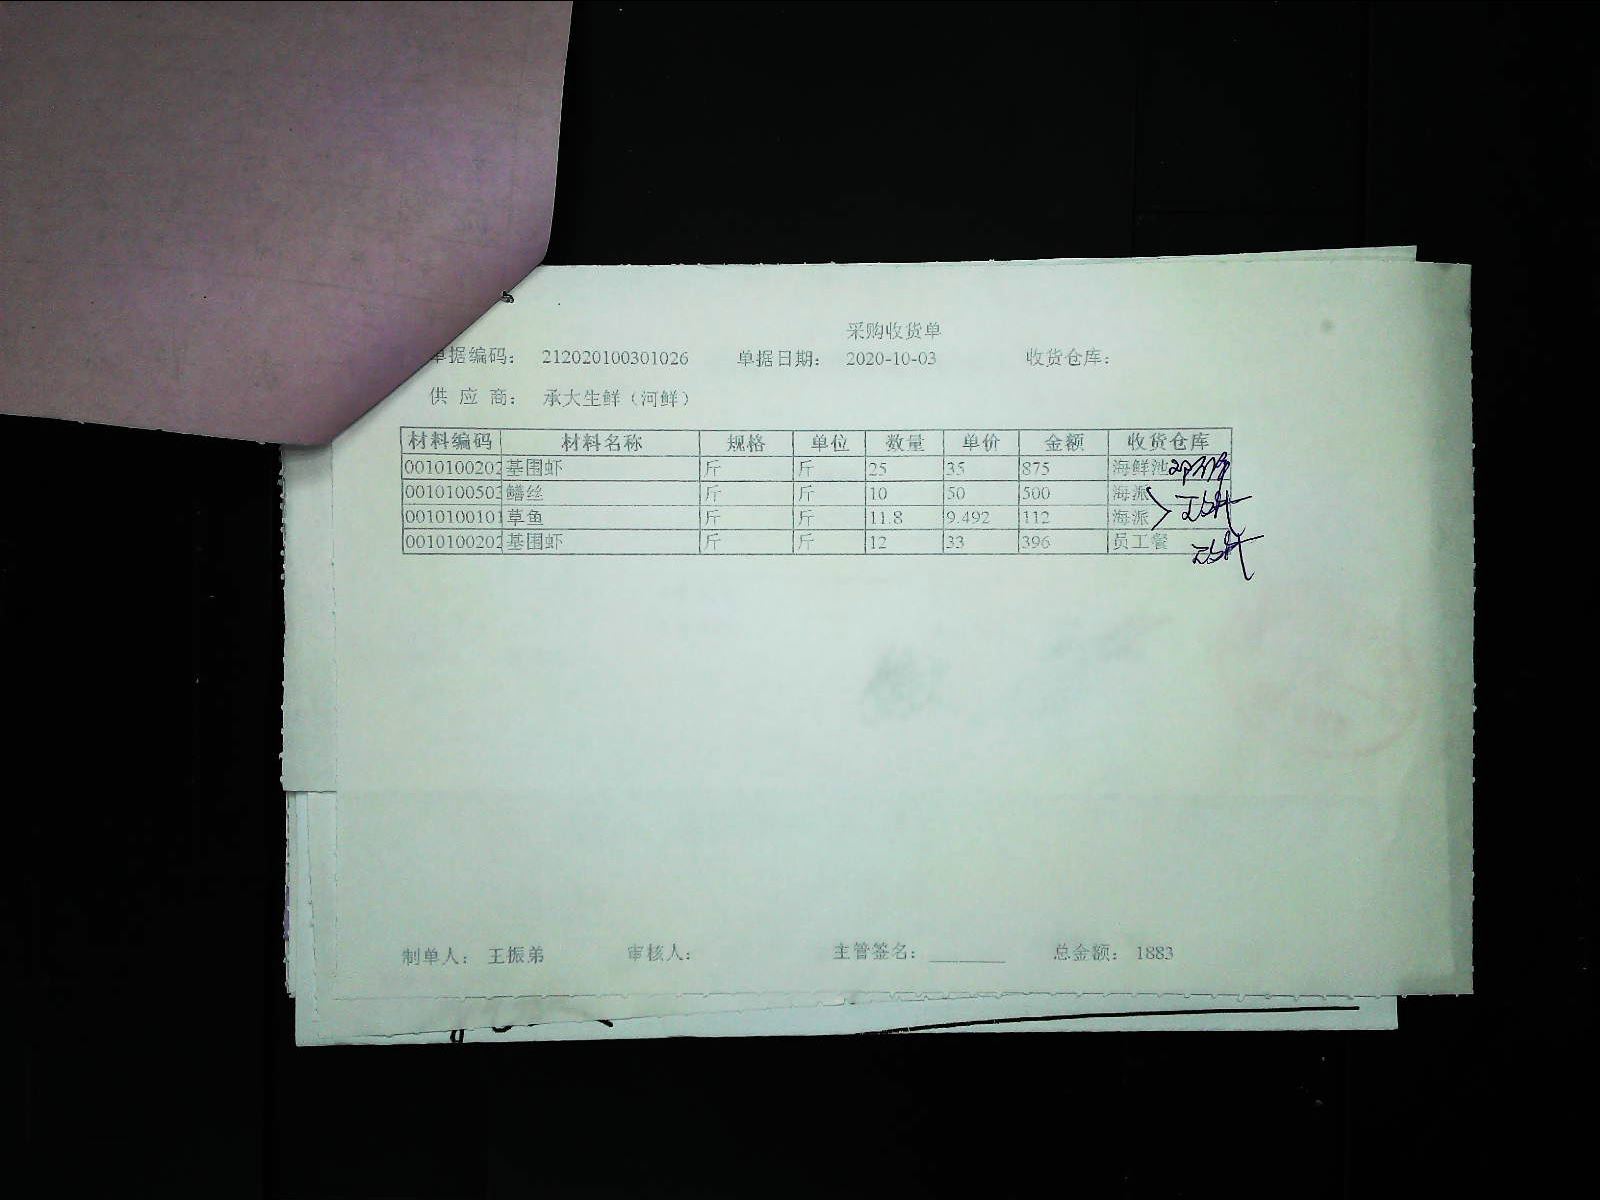 采购收货单
单据编码： 212020100301026 单据日期： 2020-10-03 收货仓库：
供 应 商： 承大生鲜（河鲜）
材料编码 材料名称 规格 单位 数量 单价 金额 收货仓库
0010100202 基围虾 斤 斤 25 35 875 海鲜池
0010100503 鳝丝 斤 斤 10 50 500 海派
0010100101 草鱼 斤 斤 11.8 9.492 112 海派
0010100202 基围虾 斤 斤 12 33 396 员工餐
制单人： 王振弟 审核人： 主管签名： 总金额： 1883